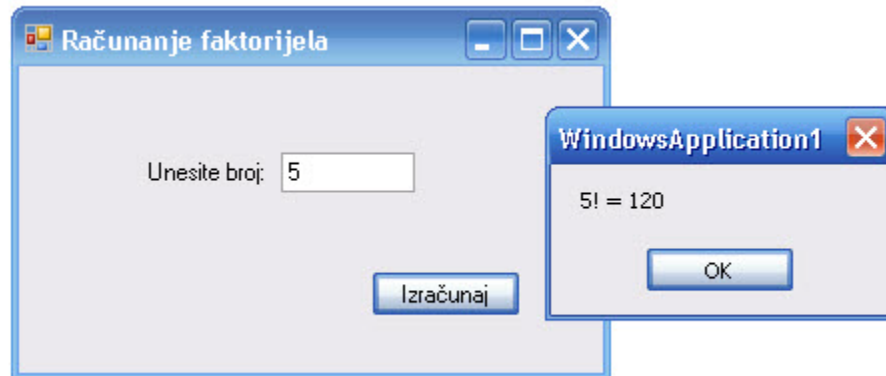 Računanje faktorijela
Unesite broj: 5
Izračunaj
WindowsApplication1
5! = 120
OK